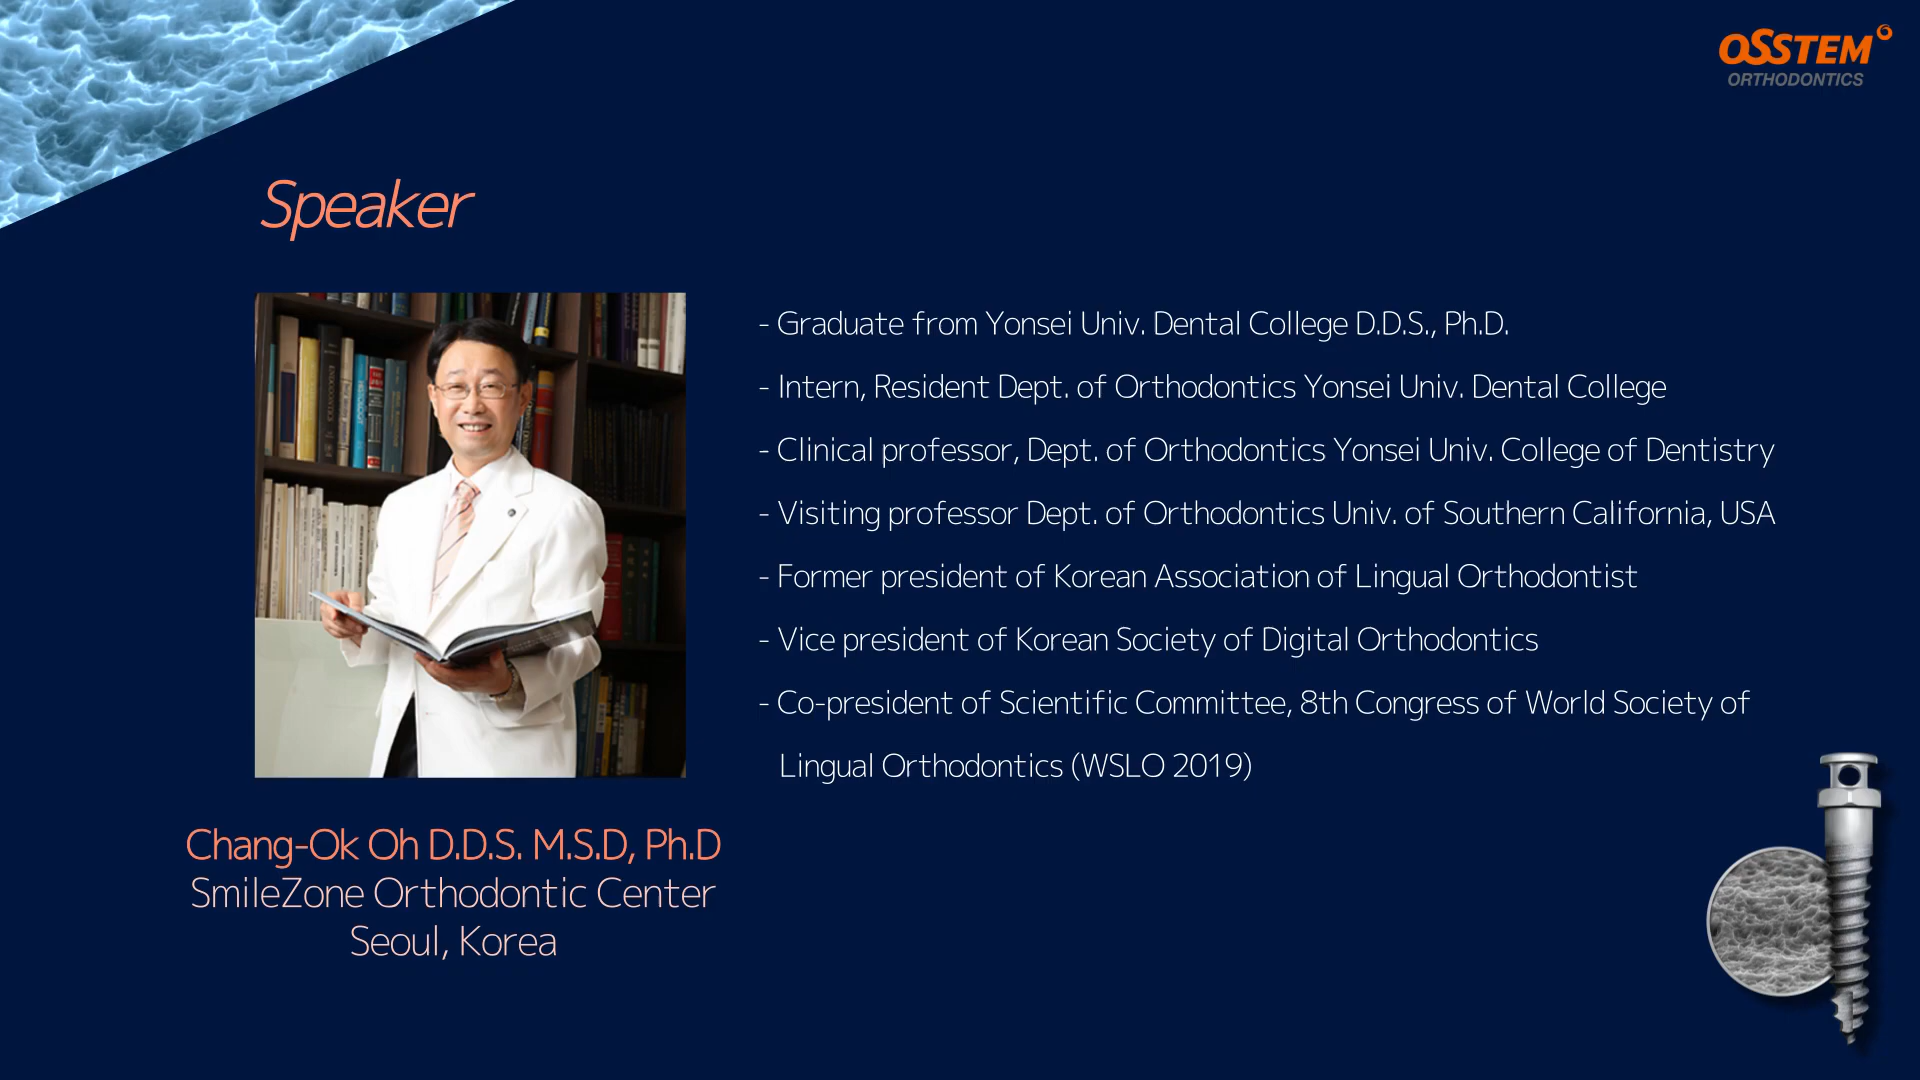 OSSTEM
ORTHODONTICS
Speaker
- Graduate from Yonsei Univ. Dental College D.D.S., Ph.D.
- Intern, Resident Dept. of Orthodontics Yonsei Univ. Dental College
- Clinical professor, Dept. of Orthodontics Yonsei Univ. College of Dentistry
- Visiting professor Dept. of Orthodontics Univ. of Southern California, USA
- Former president of Korean Association of Lingual Orthodontist
- Vice president of Korean Society of Digital Orthodontics
- Co-president of Scientific Committee, 8th Congress of World Society of
Lingual Orthodontics (WSLO 2019)
Chang-Ok Oh D.D.S. M.S.D, Ph.D
SmileZone Orthodontic Center
Seoul, Korea